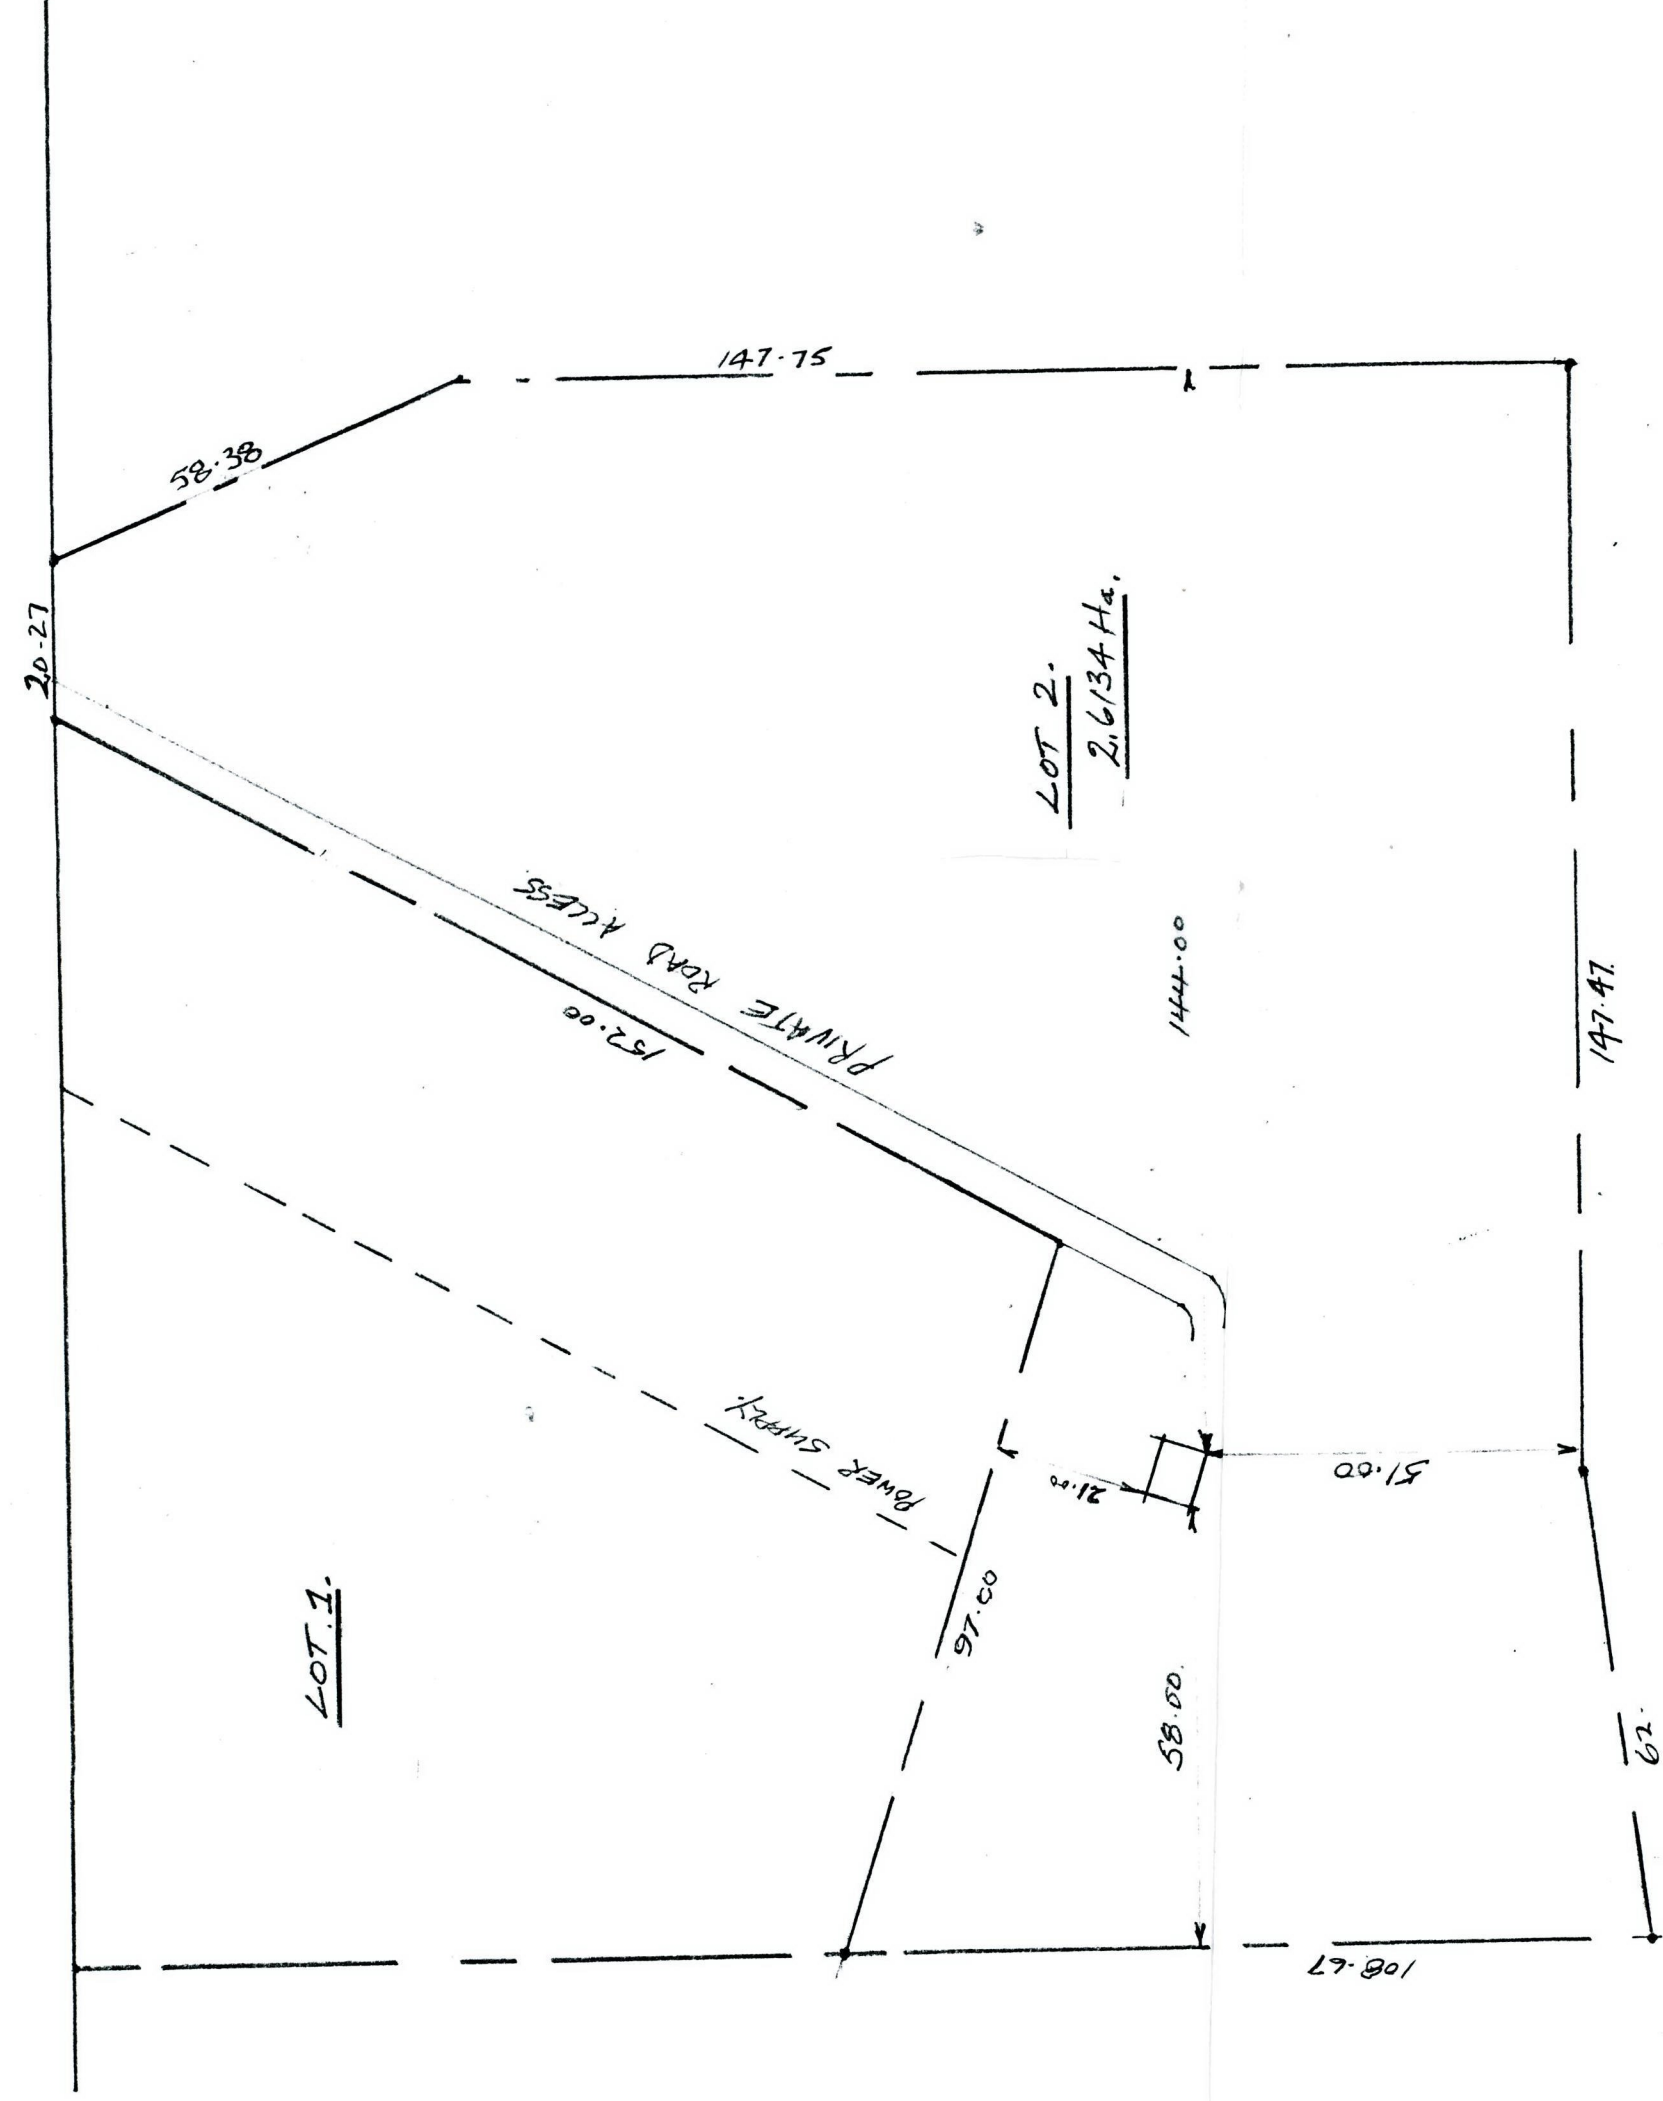 20.27
58.38
147.75
LOT 2.
2.6134 Ha.
PRIVATE ROAD ACCESS
152.00
144.00
147.47
POWER SUPPLY.
LOT.1.
21.00
51.00
97.00
58.00.
62.
108.67